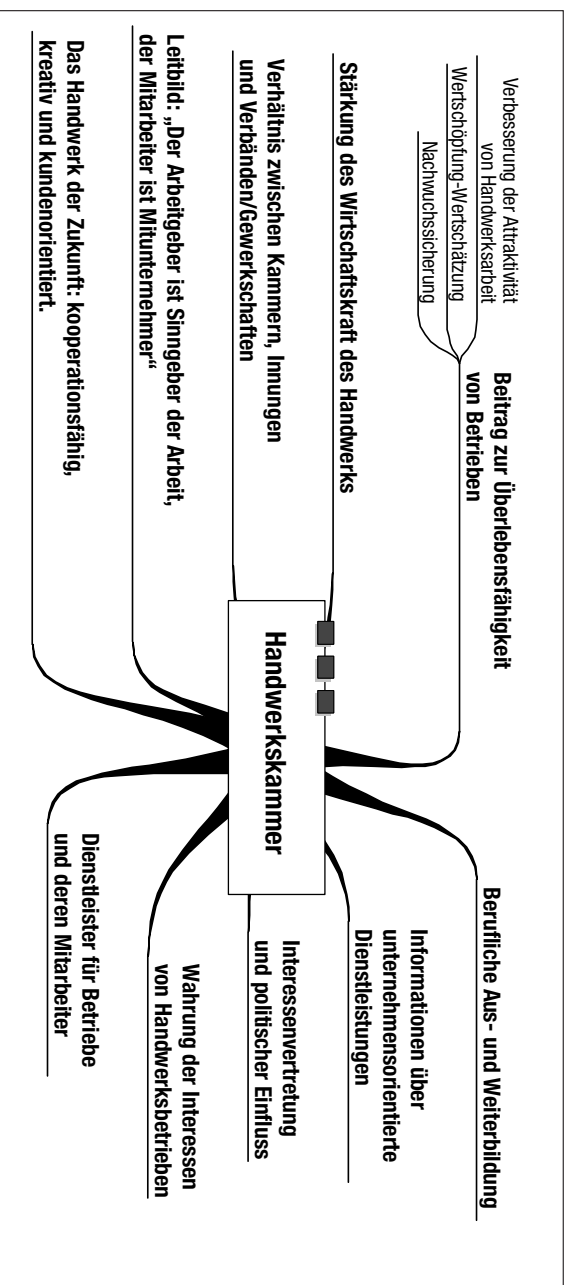 Verbesserung der Attraktivität
von Handwerksarbeit
Wertschöpfung-Wertschätzung
Nachwuchssicherung
Beitrag zur Überlebensfähigkeit
von Betrieben
Stärkung des Wirtschaftskraft des Handwerks
Verhältnis zwischen Kammern, Innungen
und Verbänden/Gewerkschaften
Leitbild: „Der Arbeitgeber ist Sinngeber der Arbeit,
der Mitarbeiter ist Mitunternehmer“
Das Handwerk der Zukunft: kooperationsfähig,
kreativ und kundenorientiert.
Handwerkskammer
Berufliche Aus- und Weiterbildung
Informationen über
unternehmensorientierte
Dienstleistungen
Interessenvertretung
und politischer Einfluss
Wahrung der Interessen
von Handwerksbetrieben
Dienstleister für Betriebe
und deren Mitarbeiter